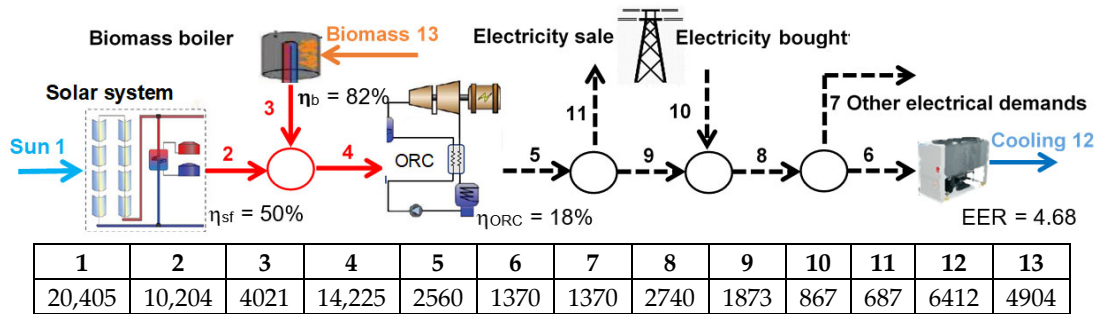 Biomass boiler
Biomass 13
Electricity sale
Electricity bought
Solar system
3
ηb = 82%
11
10
7 Other electrical demands
Sun 1
2
4
ORC
5
9
8
6
Cooling 12
ηsf = 50%
ηORC = 18%
EER = 4.68
1 2 3 4 5 6 7 8 9 10 11 12 13
20,405 10,204 4021 14,225 2560 1370 1370 2740 1873 867 687 6412 4904